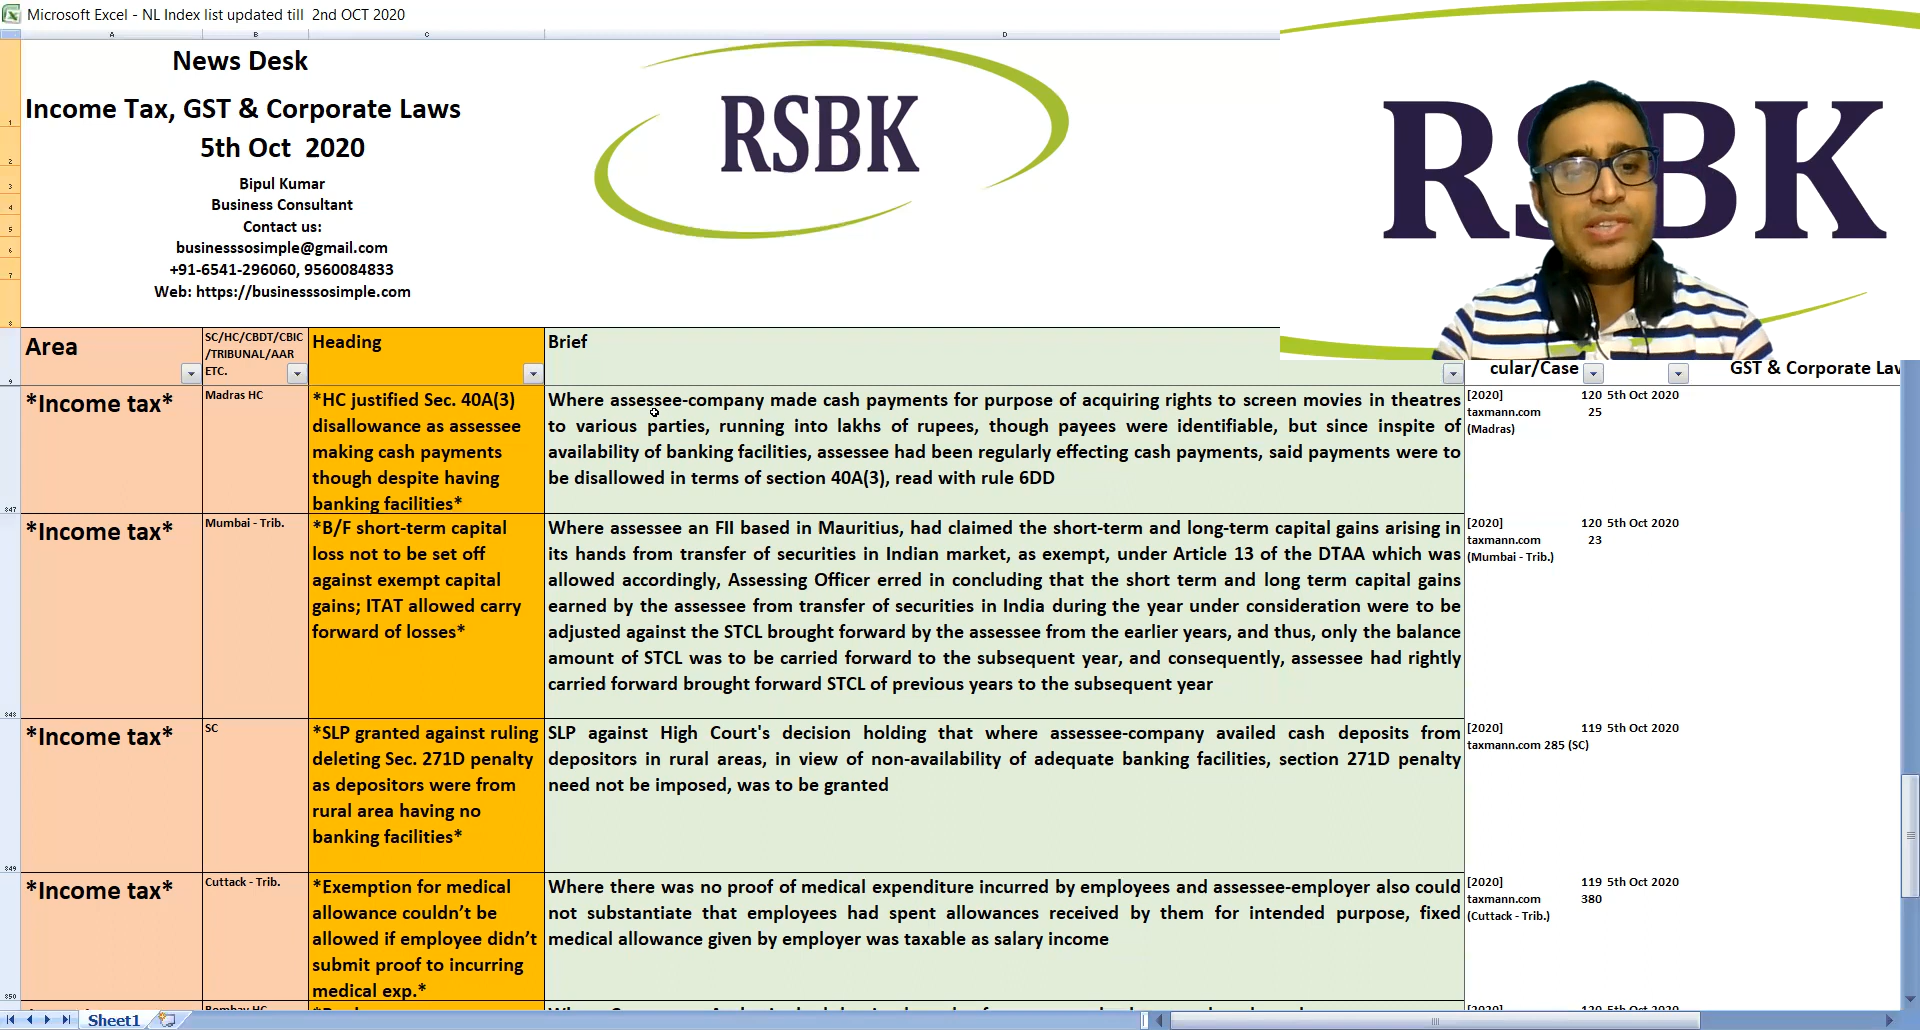 Microsoft Excel - NL Index list updated till 2nd OCT 2020
A B C D
News Desk
Income Tax, GST & Corporate Laws
5th Oct 2020
Bipul Kumar
Business Consultant
Contact us:
businesssosimple@gmail.com
+91-6541-296060, 9560084833
Web: https://businesssosimple.com
RSBK
RSBK
Area
SC/HC/CBDT/CBIC
/TRIBUNAL/AAR
ETC.
Heading
Brief
cular/Case
GST & Corporate Lav
*Income tax*
Madras HC
*HC justified Sec. 40A(3)
disallowance as assessee
making cash payments
though despite having
banking facilities*
Where assessee-company made cash payments for purpose of acquiring rights to screen movies in theatres
to various parties, running into lakhs of rupees, though payees were identifiable, but since inspite of
availability of banking facilities, assessee had been regularly effecting cash payments, said payments were to
be disallowed in terms of section 40A(3), read with rule 6DD
[2020] 120
taxmann.com 25
(Madras)
5th Oct 2020
*Income tax*
Mumbai - Trib.
*B/F short-term capital
loss not to be set off
against exempt capital
gains; ITAT allowed carry
forward of losses*
Where assessee an FII based in Mauritius, had claimed the short-term and long-term capital gains arising in
its hands from transfer of securities in Indian market, as exempt, under Article 13 of the DTAA which was
allowed accordingly, Assessing Officer erred in concluding that the short term and long term capital gains
earned by the assessee from transfer of securities in India during the year under consideration were to be
adjusted against the STCL brought forward by the assessee from the earlier years, and thus, only the balance
amount of STCL was to be carried forward to the subsequent year, and consequently, assessee had rightly
carried forward brought forward STCL of previous years to the subsequent year
[2020] 120
taxmann.com 23
(Mumbai - Trib.)
5th Oct 2020
*Income tax*
SC
*SLP granted against ruling
deleting Sec. 271D penalty
as depositors were from
rural area having no
banking facilities*
SLP against High Court's decision holding that where assessee-company availed cash deposits from
depositors in rural areas, in view of non-availability of adequate banking facilities, section 271D penalty
need not be imposed, was to be granted
[2020] 119
taxmann.com 285 (SC)
5th Oct 2020
*Income tax*
Cuttack - Trib.
*Exemption for medical
allowance couldn't be
allowed if employee didn't
submit proof to incurring
medical exp.*
Where there was no proof of medical expenditure incurred by employees and assessee-employer also could
not substantiate that employees had spent allowances received by them for intended purpose, fixed
medical allowance given by employer was taxable as salary income
[2020] 119
taxmann.com 380
(Cuttack - Trib.)
5th Oct 2020
Sheet1